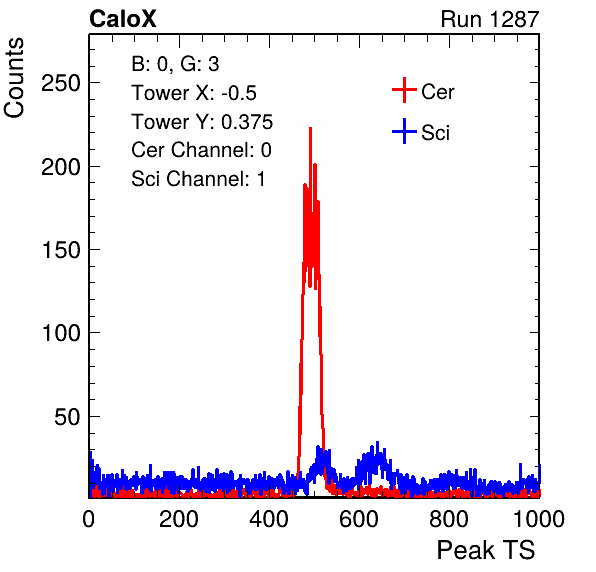 CaloX Run 1287
Counts
B: 0, G: 3
Tower X: -0.5
Tower Y: 0.375
Cer Channel: 0
Sci Channel: 1
Cer
Sci
250
200
150
100
50
0 200 400 600 800 1000
Peak TS